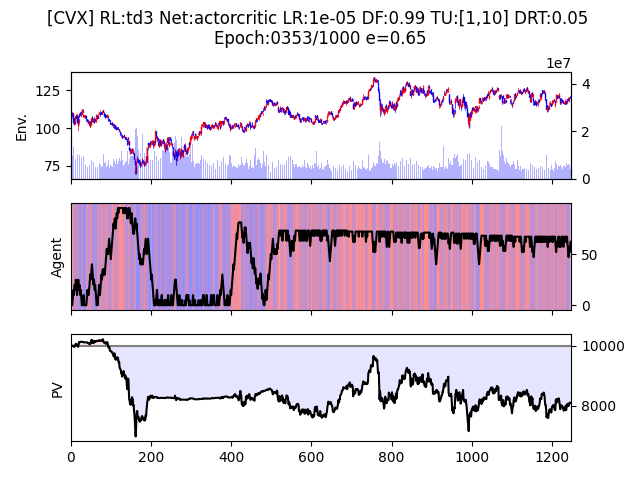 [CVX] RL:td3 Net:actorcritic LR:1e-05 DF:0.99 TU:[1,10] DRT:0.05
Epoch:0353/1000 e=0.65
1e7
125
100
75
Env.
4
2
0
Agent
50
0
PV
10000
8000
0
200
400
600
800
1000
1200